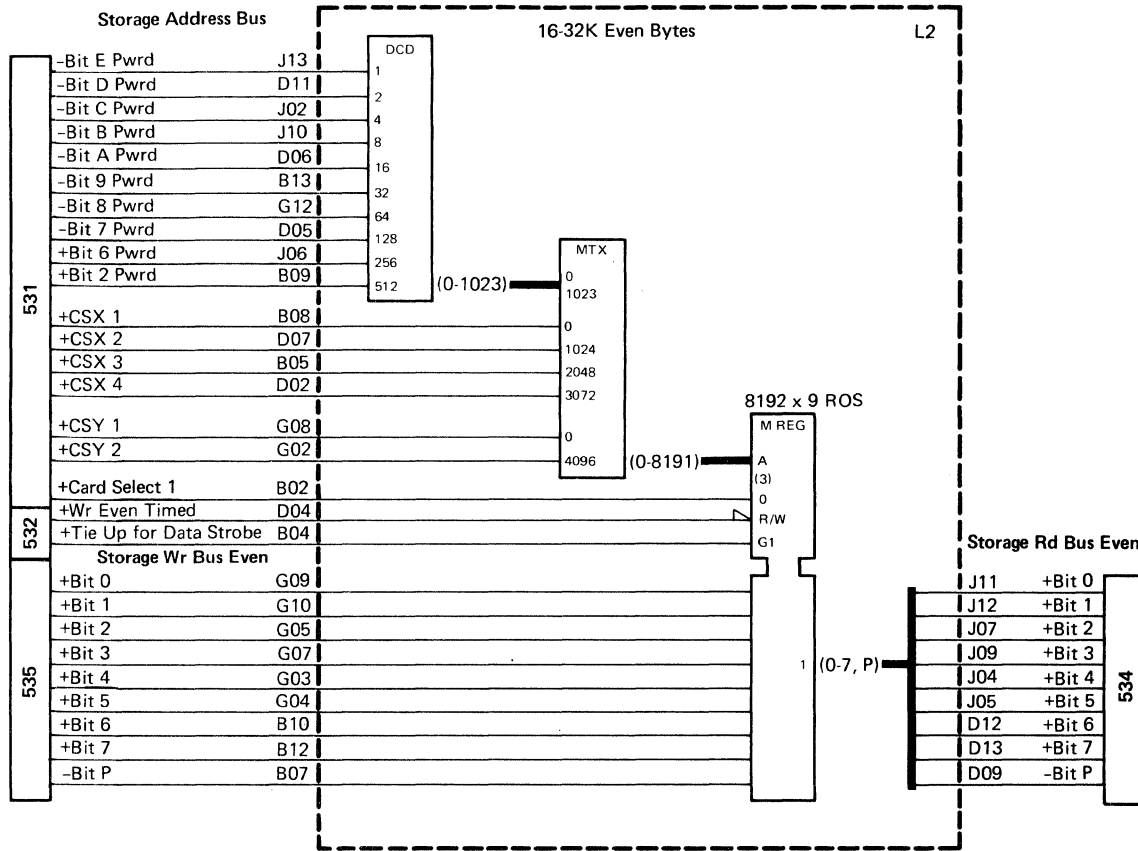 Storage Address Bus
16-32K Even Bytes
L2
531
-Bit E Pwrd J13
-Bit D Pwrd D11
-Bit C Pwrd J02
-Bit B Pwrd J10
-Bit A Pwrd D06
-Bit 9 Pwrd B13
-Bit 8 Pwrd G12
-Bit 7 Pwrd D05
+Bit 6 Pwrd J06
+Bit 2 Pwrd B09
DCD
1
2
4
8
16
32
64
128
256
512
(0-1023)
+CSX 1 B08
+CSX 2 D07
+CSX 3 B05
+CSX 4 D02
+CSY 1 G08
+CSY 2 G02
MTX
0
1023
0
1024
2048
3072
0
4096
(0-8191)
8192 x 9 ROS
M REG
A
(3)
0
R/W
G1
+Card Select 1 B02
532
+Wr Even Timed D04
+Tie Up for Data Strobe B04
Storage Wr Bus Even
535
+Bit 0 G09
+Bit 1 G10
+Bit 2 G05
+Bit 3 G07
+Bit 4 G03
+Bit 5 G04
+Bit 6 B10
+Bit 7 B12
-Bit P B07
1
(0-7, P)
Storage Rd Bus Even
J11 +Bit 0
J12 +Bit 1
J07 +Bit 2
J09 +Bit 3
J04 +Bit 4
J05 +Bit 5
D12 +Bit 6
D13 +Bit 7
D09 -Bit P
534